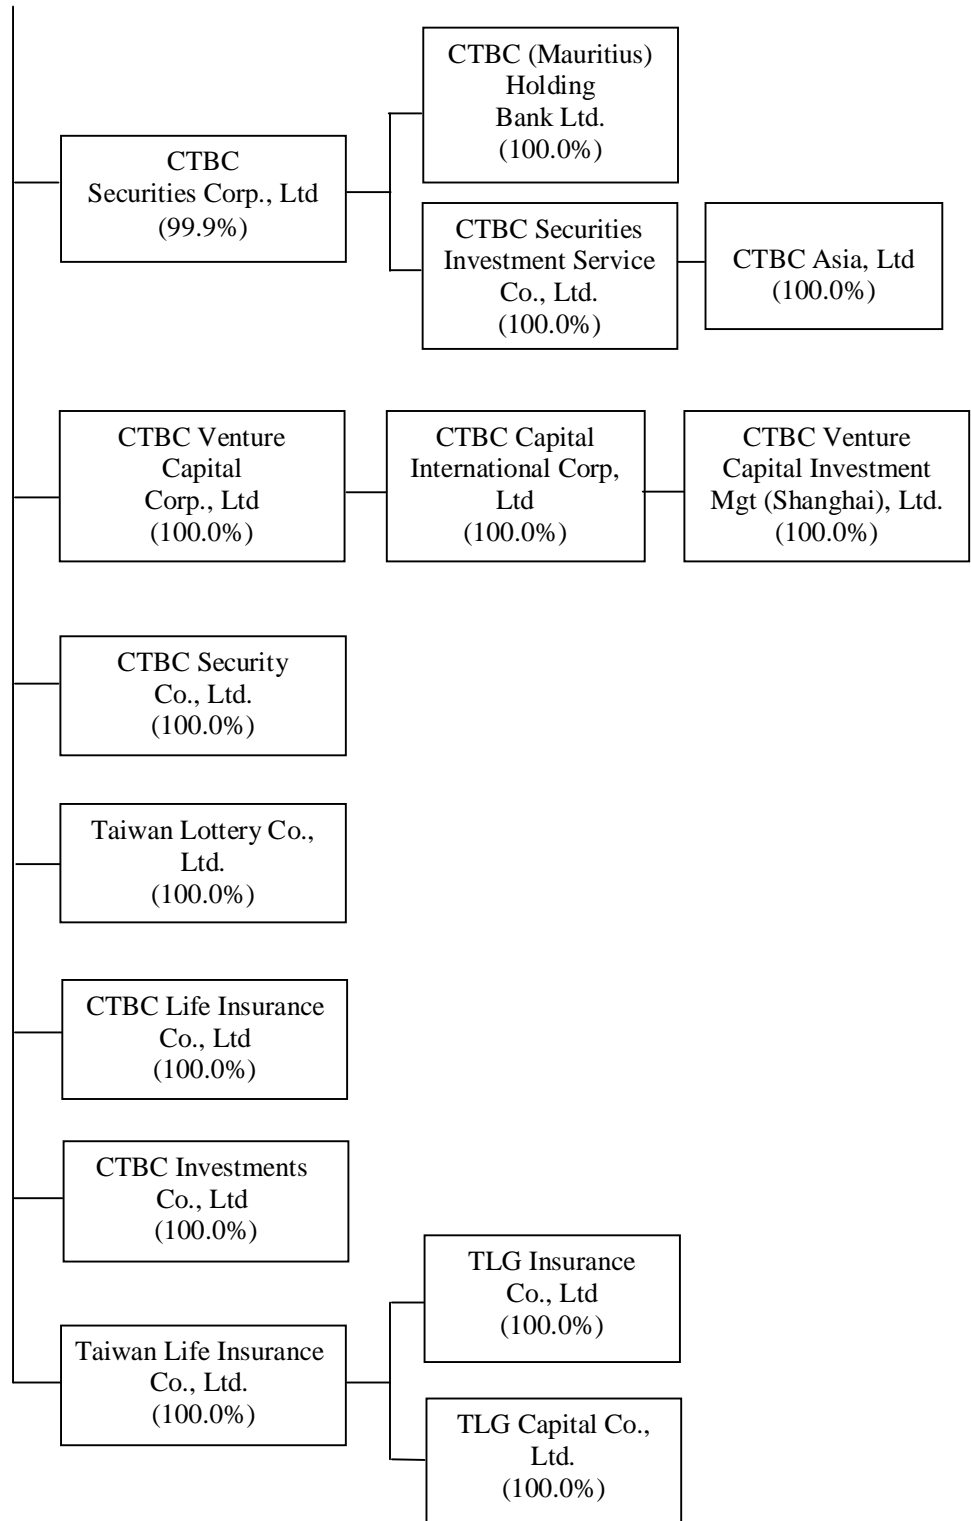 CTBC (Mauritius)
Holding
Bank Ltd.
(100.0%)
CTBC
Securities Corp., Ltd
(99.9%)
CTBC Securities
Investment Service
Co., Ltd.
(100.0%)
CTBC Asia, Ltd
(100.0%)
CTBC Venture
Capital
Corp., Ltd
(100.0%)
CTBC Capital
International Corp,
Ltd
(100.0%)
CTBC Venture
Capital Investment
Mgt (Shanghai), Ltd.
(100.0%)
CTBC Security
Co., Ltd.
(100.0%)
Taiwan Lottery Co.,
Ltd.
(100.0%)
CTBC Life Insurance
Co., Ltd
(100.0%)
CTBC Investments
Co., Ltd
(100.0%)
TLG Insurance
Co., Ltd
(100.0%)
Taiwan Life Insurance
Co., Ltd.
(100.0%)
TLG Capital Co.,
Ltd.
(100.0%)